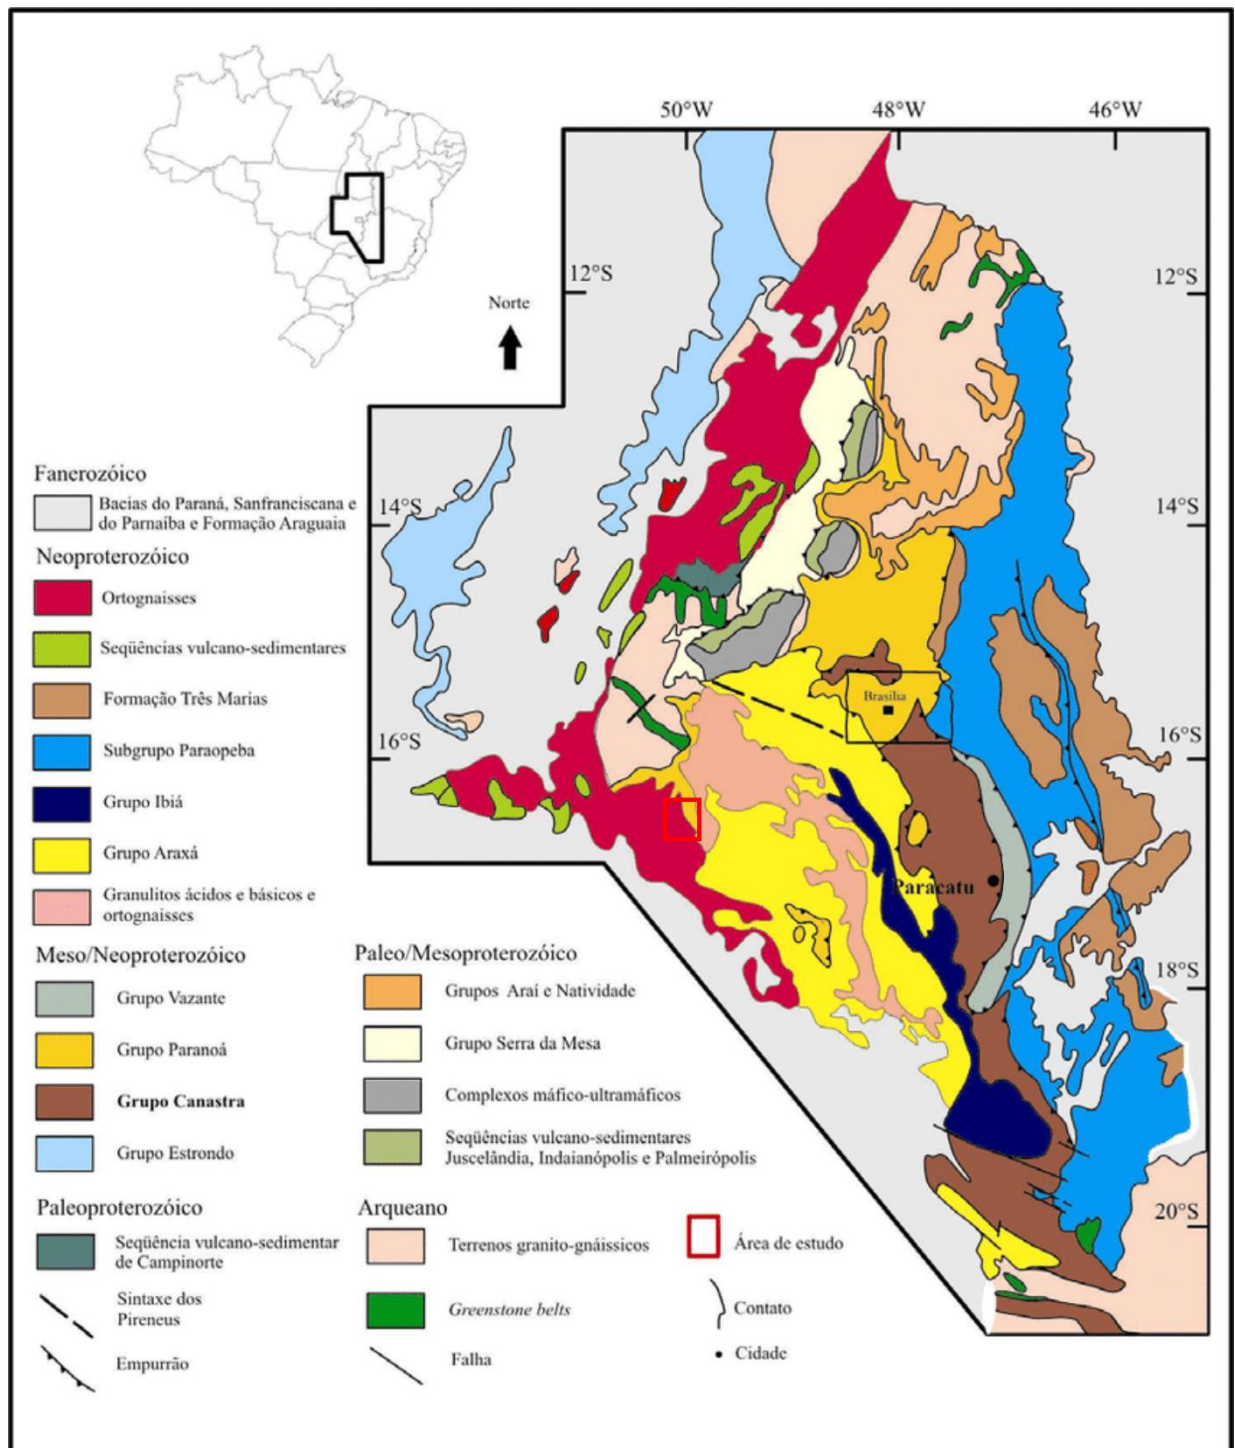 50°W
48°W
46°W
12°S
12°S
Norte
14°S
14°S
16°S
16°S
Brasília
Paracatu
18°S
20°S
Fanerozóico
Bacias do Paraná, Sanfranciscana e
do Parnaíba e Formação Araguaia
Neoproterozóico
Ortognaisses
Seqüências vulcano-sedimentares
Formação Três Marias
Subgrupo Paraopeba
Grupo Ibiá
Grupo Araxá
Granulitos ácidos e básicos e
ortognaisses
Meso/Neoproterozóico
Grupo Vazante
Grupo Paranoá
Grupo Canastra
Grupo Estrondo
Paleo/Mesoproterozóico
Grupos Araí e Natividade
Grupo Serra da Mesa
Complexos máfico-ultramáficos
Seqüências vulcano-sedimentares
Juscelândia, Indaianópolis e Palmeirópolis
Paleoproterozóico
Seqüência vulcano-sedimentar
de Campinorte
Sintaxe dos
Pireneus
Empurrão
Arqueano
Terrenos granito-gnáissicos
Greenstone belts
Falha
Área de estudo
Contato
Cidade